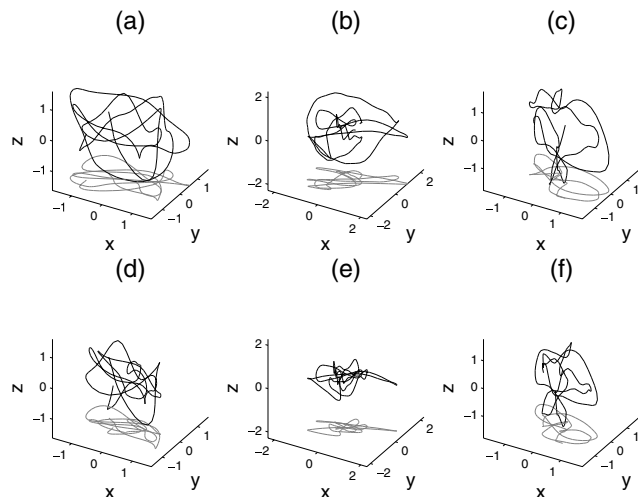 (a) (b) (c)
z 1 0 −1 −1 0 1 x −1 0 1 y
z 2 0 −2 −2 0 2 x −2 0 2 y
z 1 0 −1 −1 0 1 x −1 0 1 y
(d) (e) (f)
z 1 0 −1 −1 0 1 x −1 0 1 y
z 2 0 −2 −2 0 2 x −2 0 2 y
z 1 0 −1 −1 0 1 x −1 0 1 y